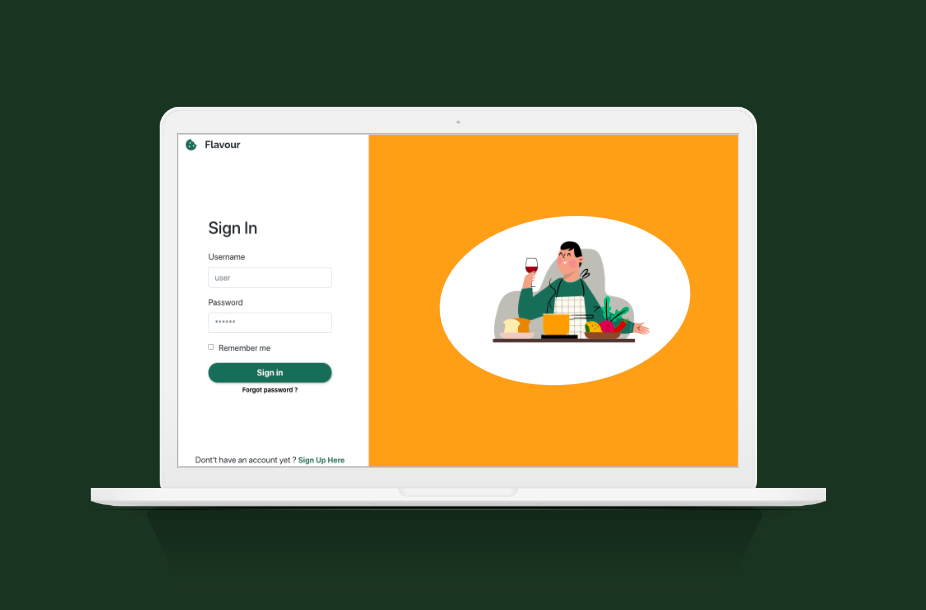 Flavour
Sign In
Username
user
Password
******
Remember me
Sign in
Forgot password ?
Dont't have an account yet ? Sign Up Here